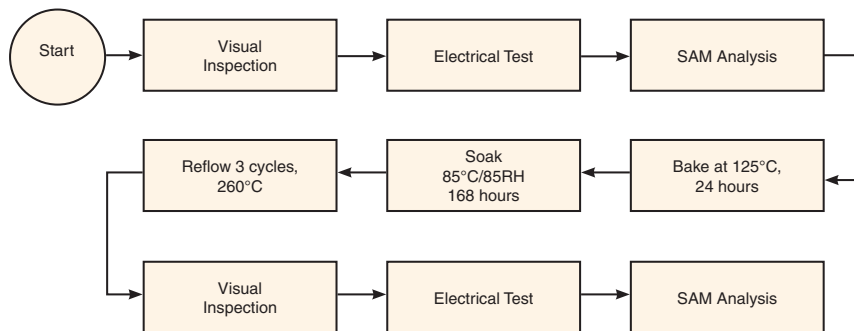 Start
Visual
Inspection
Electrical Test
SAM Analysis
Bake at 125°C,
24 hours
Soak
85°C/85RH
168 hours
Reflow 3 cycles,
260°C
Visual
Inspection
Electrical Test
SAM Analysis